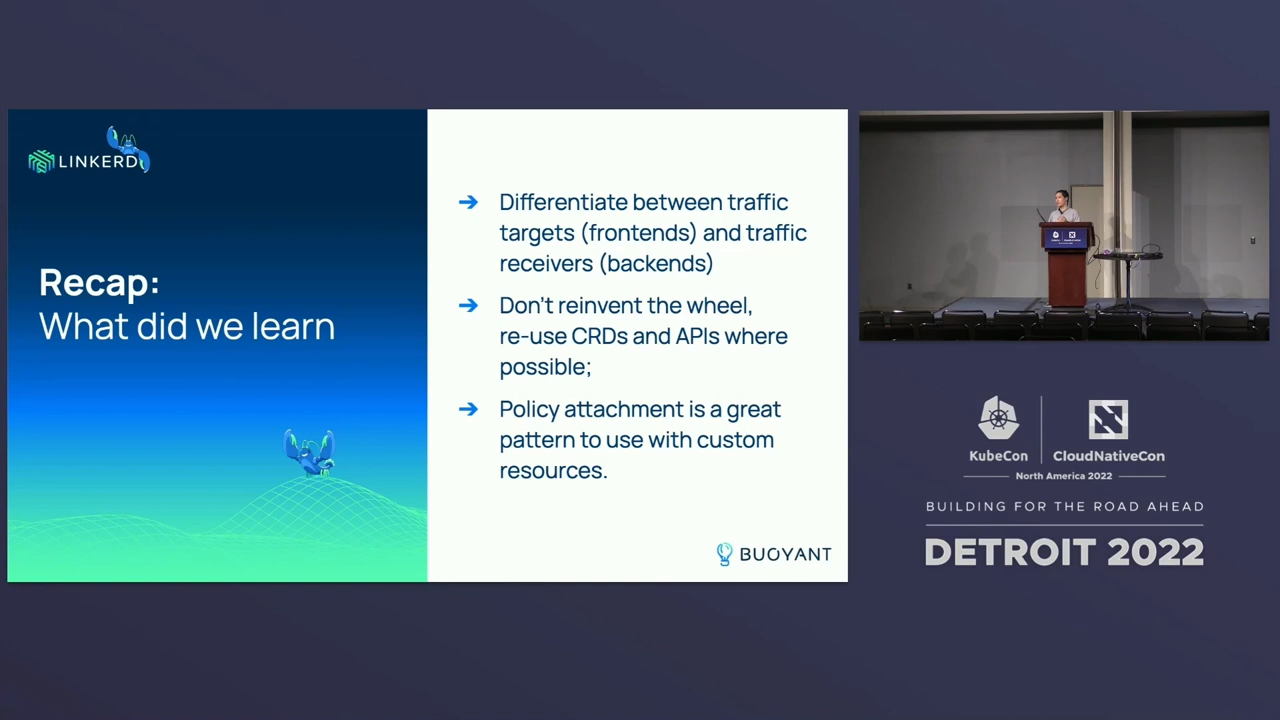 LINKERD
Recap:
What did we learn
➔ Differentiate between traffic
targets (frontends) and traffic
receivers (backends)
➔ Don't reinvent the wheel,
re-use CRDs and APIs where
possible;
➔ Policy attachment is a great
pattern to use with custom
resources.
BUOYANT
KubeCon
CloudNativeCon
North America 2022
BUILDING FOR THE ROAD AHEAD
DETROIT 2022